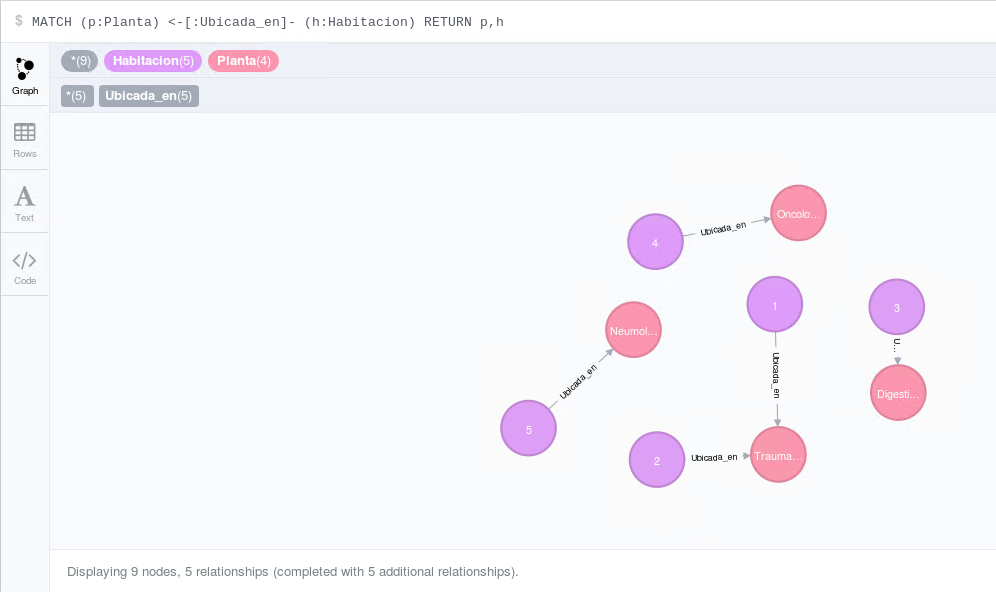 $ MATCH (p:Planta) <-[:Ubicada_en]- (h:Habitacion) RETURN p,h
*(9) Habitacion(5) Planta(4)
*(5) Ubicada_en(5)
Graph
Rows
Text
Code
Oncolo...
4
Ubicada_en
1
3
Neumol...
U...
Ubicada_en
Ubicada_en
Digesti...
5
2
Ubicada_en
Trauma...
Displaying 9 nodes, 5 relationships (completed with 5 additional relationships).